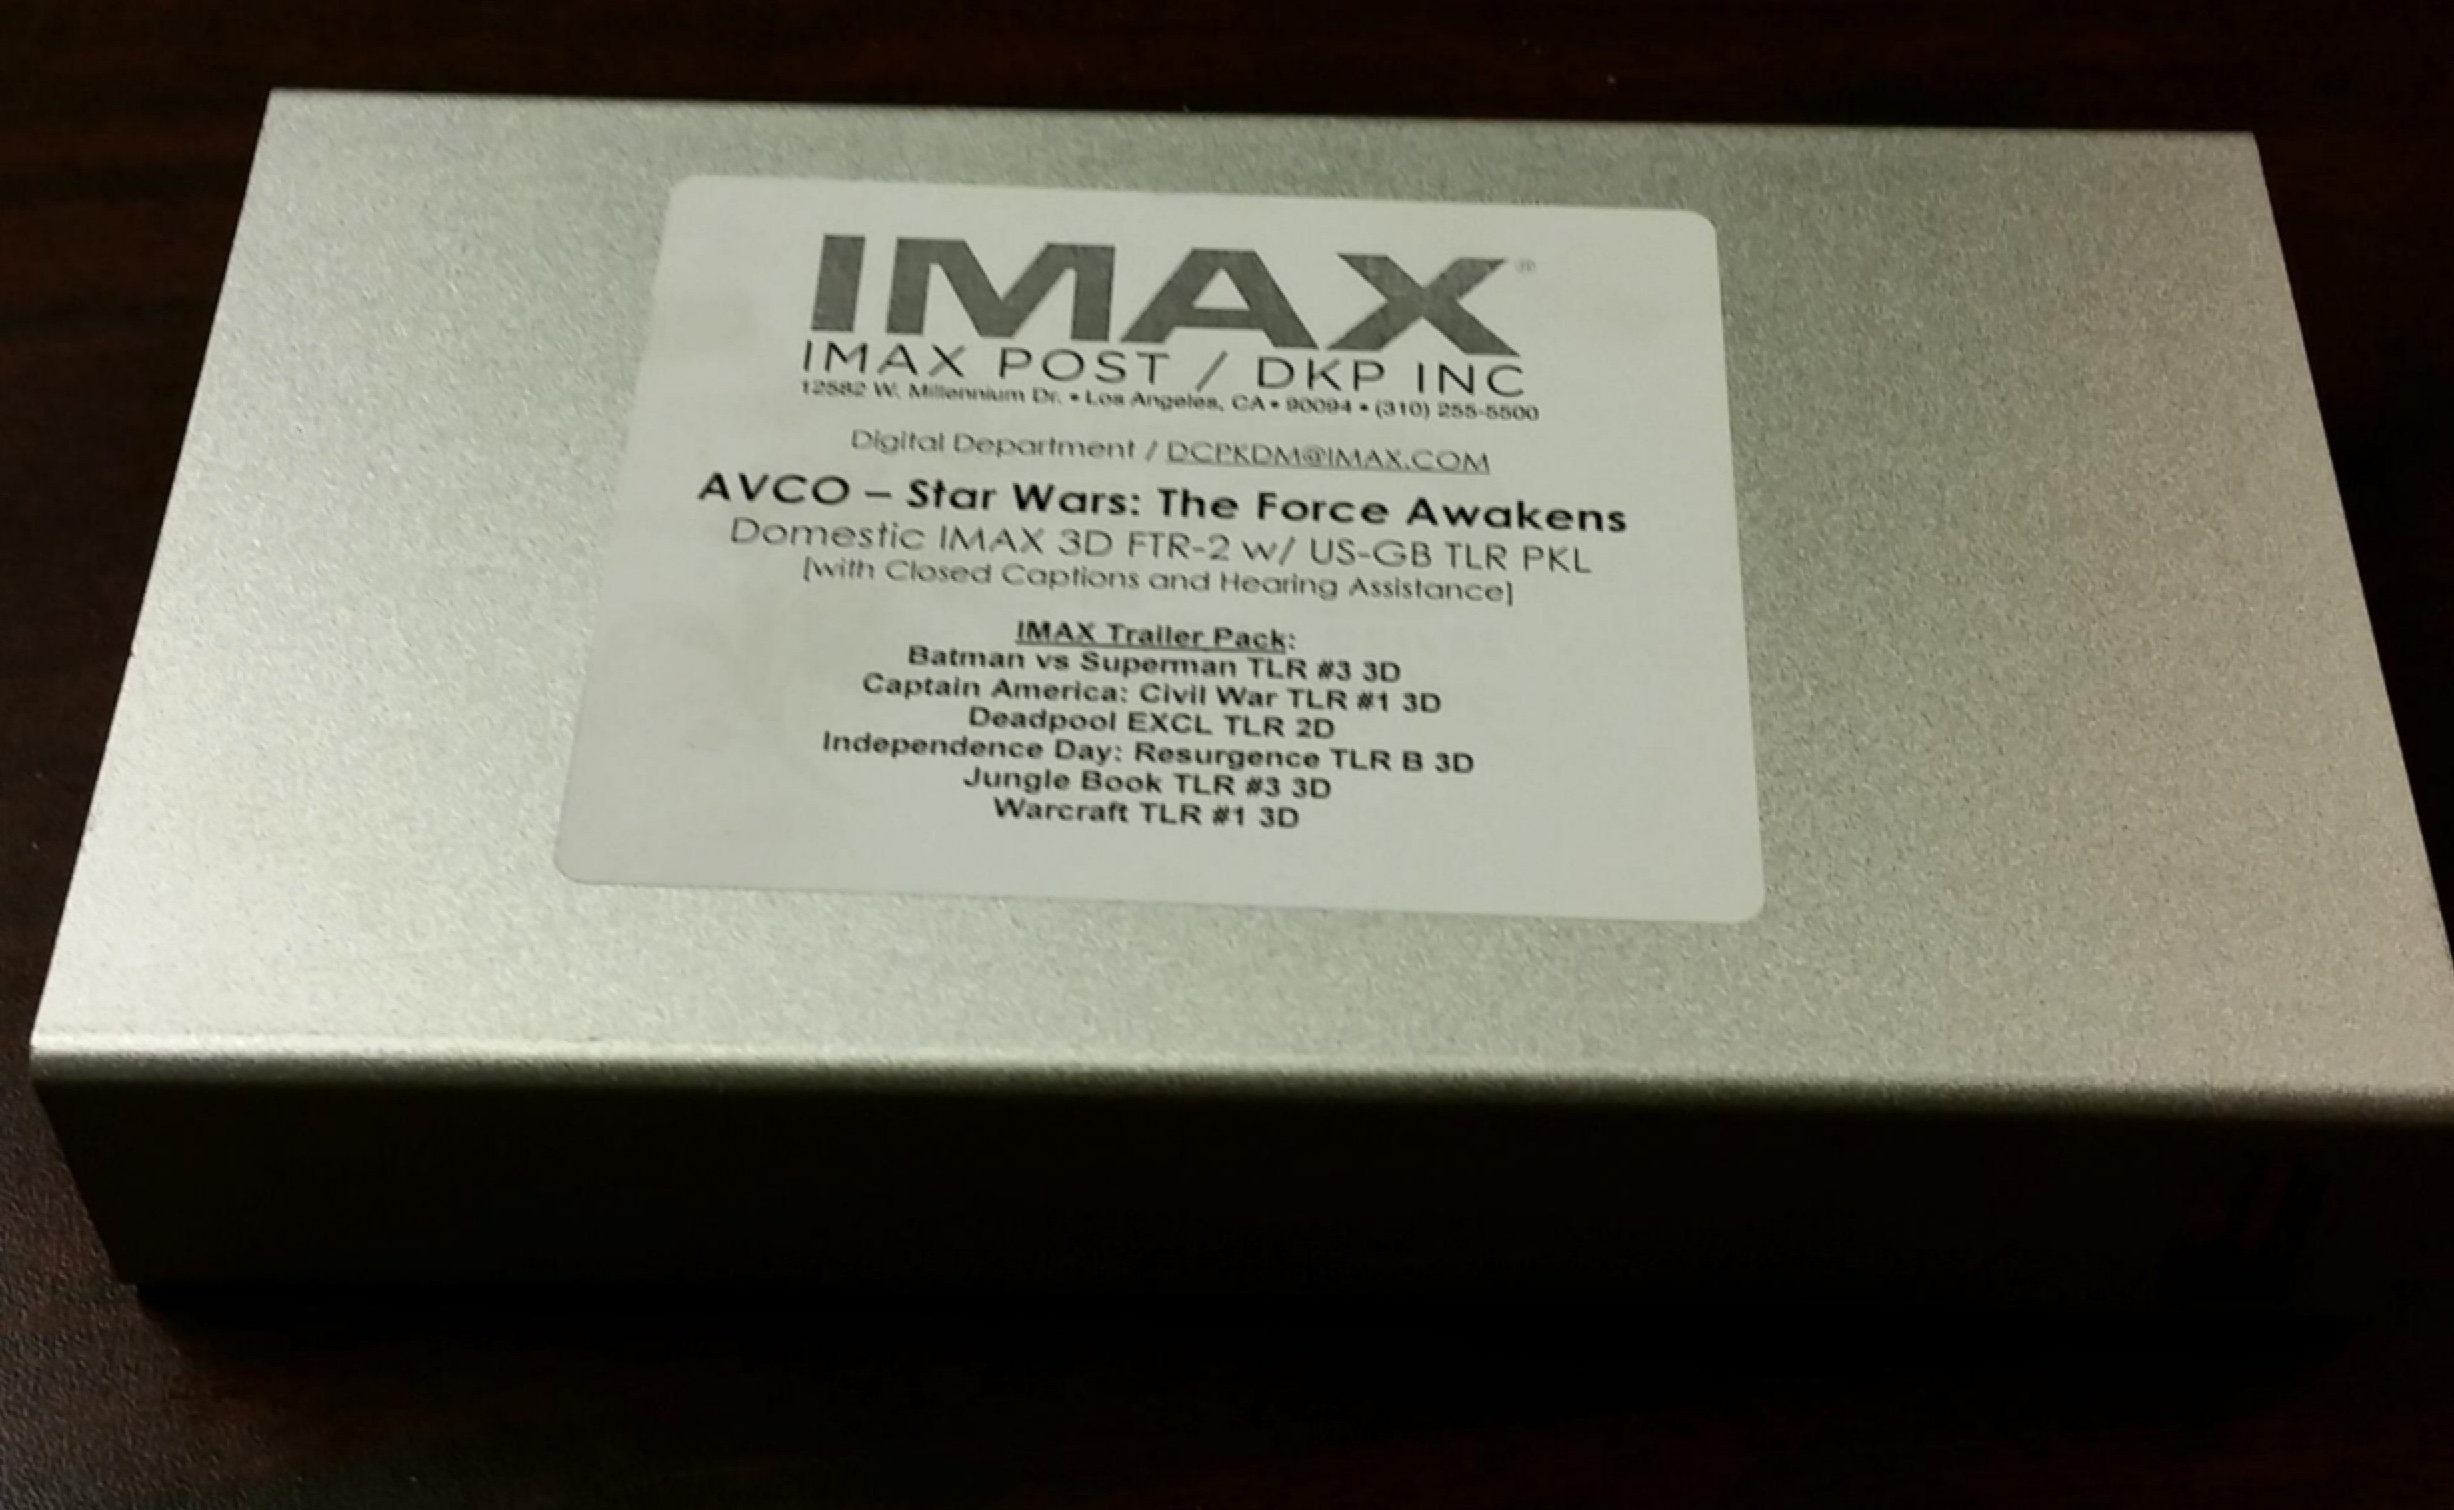 IMAX®
IMAX POST / DKP INC
12582 W. Millennium Dr. • Los Angeles, CA • 90094 • (310) 255-5500
Digital Department / DCPKDM@IMAX.COM
AVCO – Star Wars: The Force Awakens
Domestic IMAX 3D FTR-2 w/ US-GB TLR PKL
[with Closed Captions and Hearing Assistance]
IMAX Trailer Pack:
Batman vs Superman TLR #3 3D
Captain America: Civil War TLR #1 3D
Deadpool EXCL TLR 2D
Independence Day: Resurgence TLR B 3D
Jungle Book TLR #3 3D
Warcraft TLR #1 3D